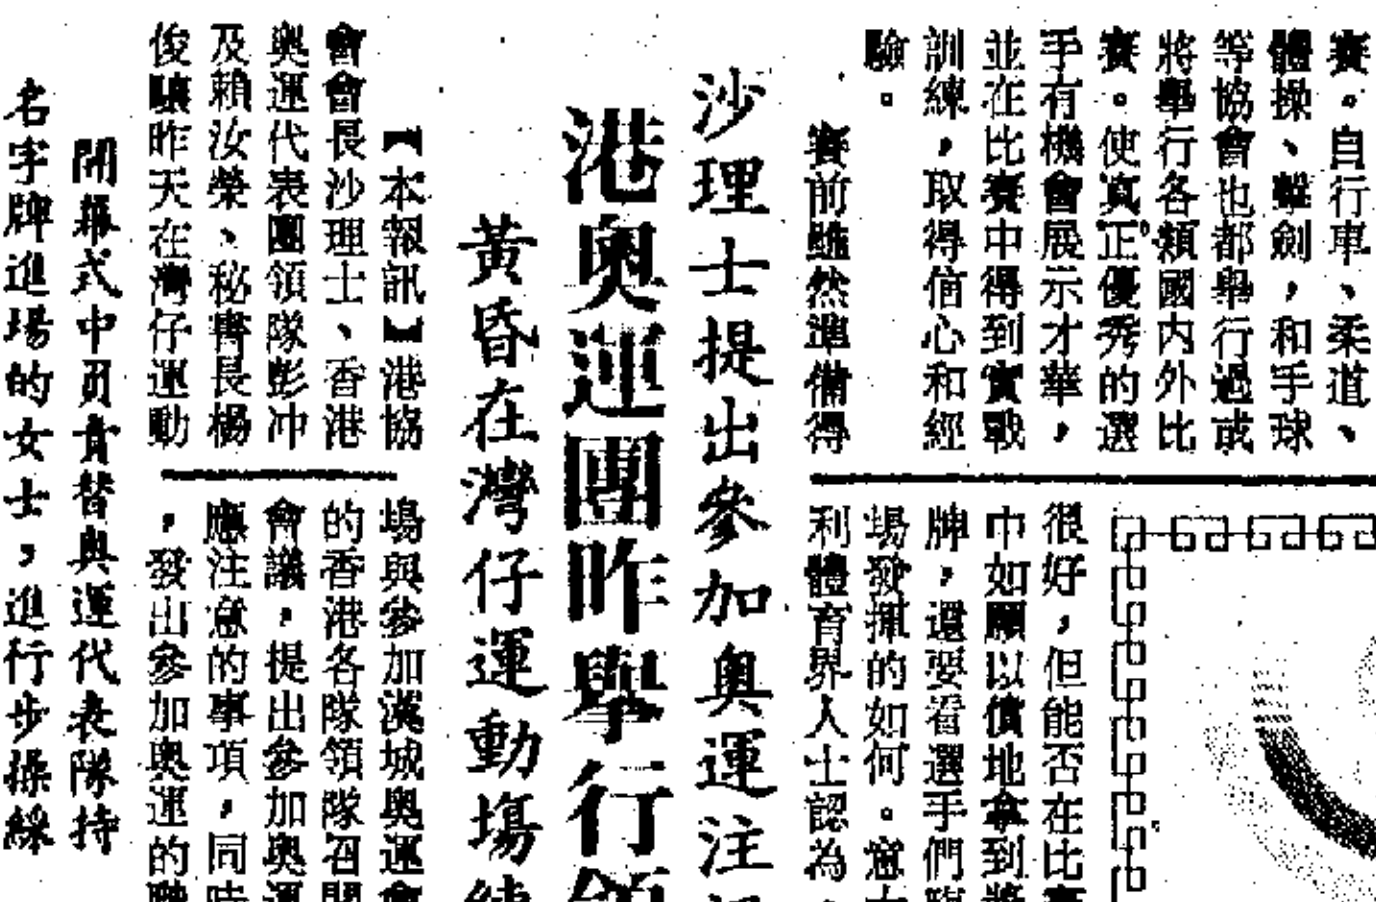 賽。自行車、柔道、
體操、擊劍，和手球
等協會也都舉行過或
將舉行各類國內外比
賽。使真正優秀的選
手有機會展示才華，
並在比賽中得到實戰
訓練，取得信心和經
驗。
賽前雖然準備得
很好，但能否在比賽
中如願以償地拿到獎
牌，還要看選手們臨
場發揮的如何。意大
利體育界人士認為，
沙理士提出參加奧運注
港奧運團昨舉行領
黃昏在灣仔運動場練
【本報訊】港協
會會長沙理士、香港
奧運代表團領隊彭冲
及賴汝榮、秘書長楊
俊驤昨天在灣仔運動
場與參加漢城奧運會
的香港各隊領隊召開
會議，提出參加奧運
應注意的事項，同時
，發出參加奧運的
開幕式中員責替奧運代表隊持
名字牌進場的女士，進行步操綵